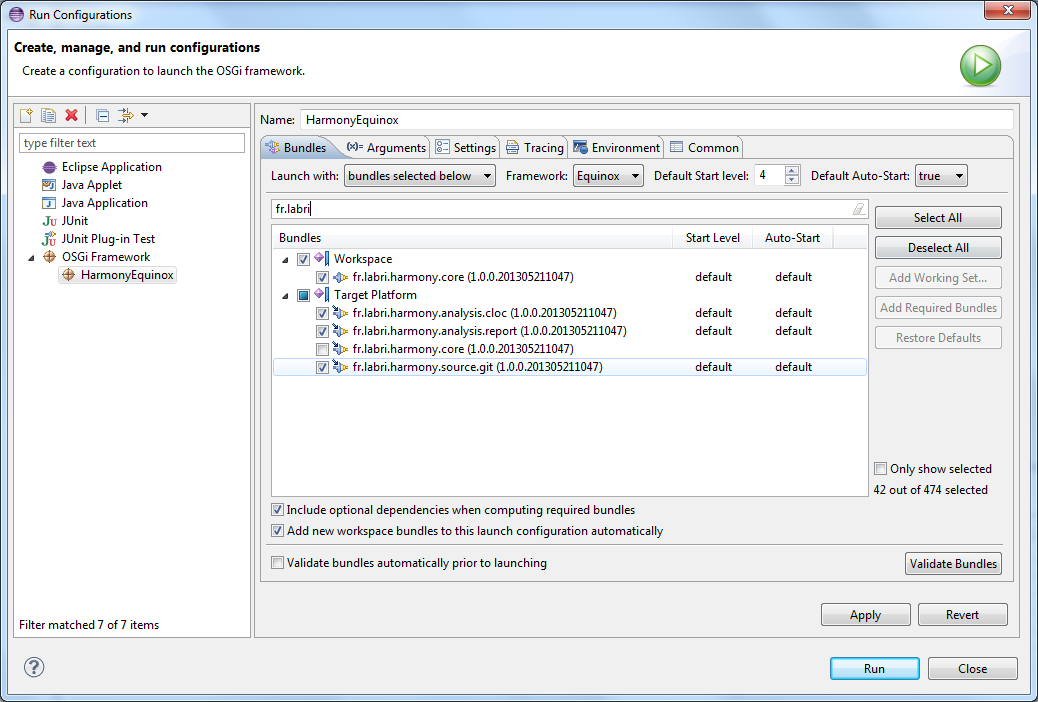 Run Configurations
Create, manage, and run configurations
Create a configuration to launch the OSGi framework.
type filter text
Eclipse Application
Java Applet
Java Application
Ju JUnit
JUnit Plug-in Test
OSGi Framework
HarmonyEquinox
Filter matched 7 of 7 items
Name: HarmonyEquinox
Bundles (x)= Arguments Settings Tracing Environment Common
Launch with: bundles selected below Framework: Equinox Default Start level: 4 Default Auto-Start: true
fr.labri
Bundles Start Level Auto-Start
Workspace
fr.labri.harmony.core (1.0.0.201305211047) default default
Target Platform
fr.labri.harmony.analysis.cloc (1.0.0.201305211047) default default
fr.labri.harmony.analysis.report (1.0.0.201305211047) default default
fr.labri.harmony.core (1.0.0.201305211047)
fr.labri.harmony.source.git (1.0.0.201305211047) default default
Select All
Deselect All
Add Working Set...
Add Required Bundles
Restore Defaults
Only show selected
42 out of 474 selected
Include optional dependencies when computing required bundles
Add new workspace bundles to this launch configuration automatically
Validate bundles automatically prior to launching
Validate Bundles
Apply Revert
? Run Close